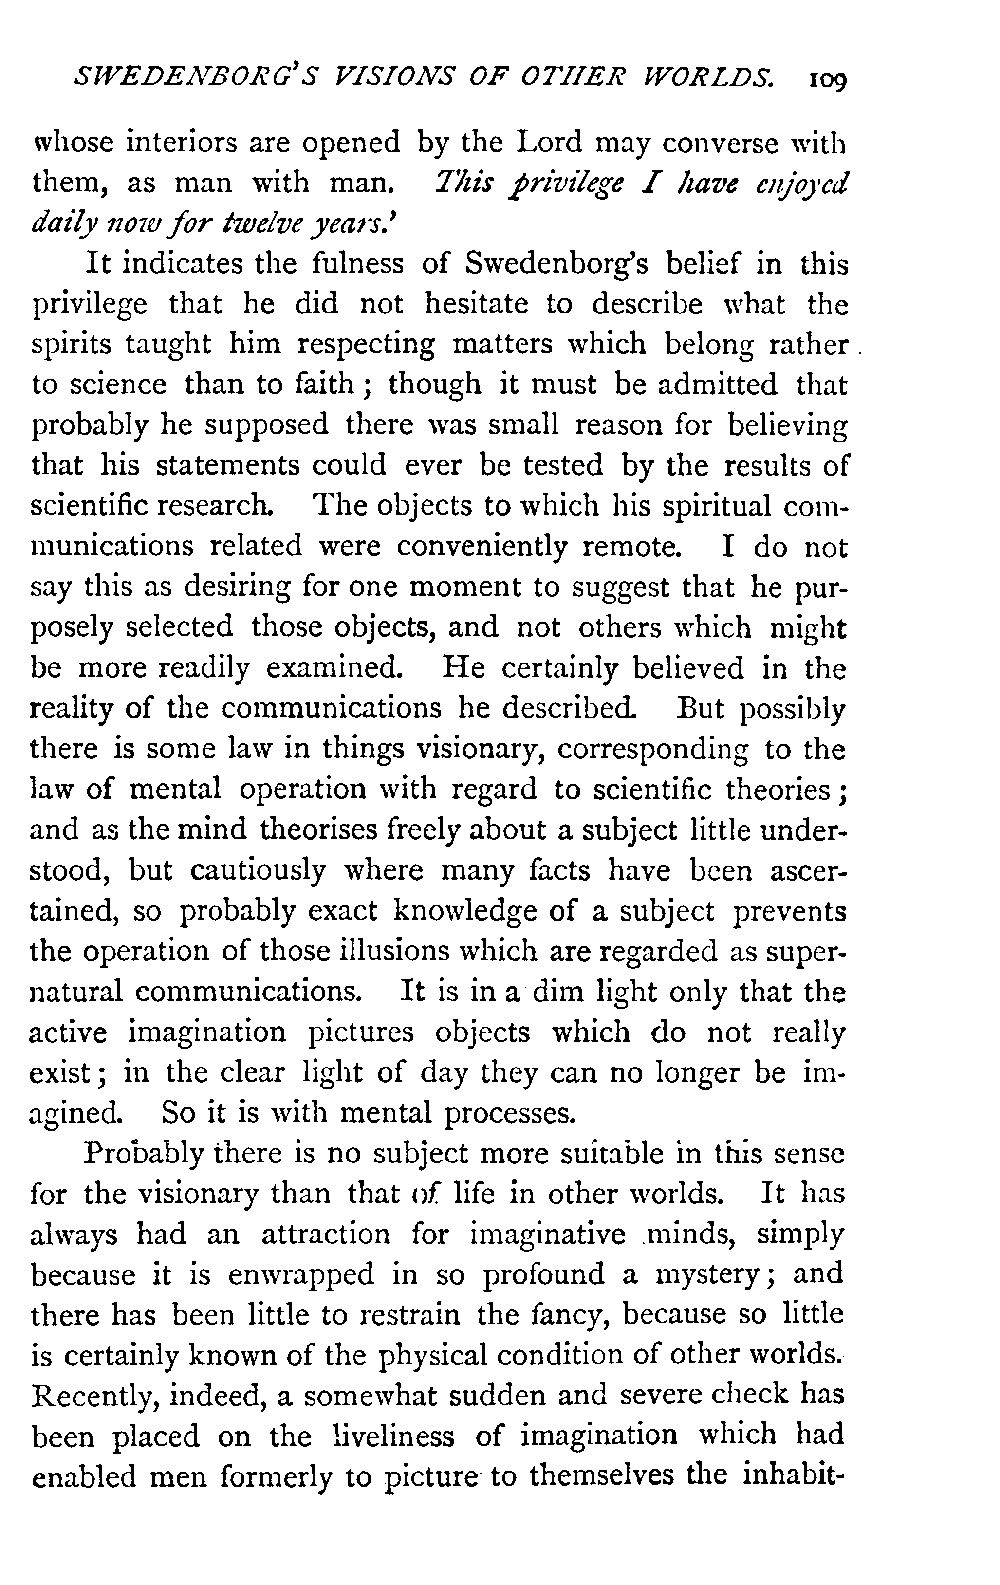 SWEDENBORG'S VISIONS OF OTHER WORLDS. 109
whose interiors are opened by the Lord may converse with
them, as man with man. This privilege I have enjoyed
daily now for twelve years.'
It indicates the fulness of Swedenborg's belief in this
privilege that he did not hesitate to describe what the
spirits taught him respecting matters which belong rather
to science than to faith ; though it must be admitted that
probably he supposed there was small reason for believing
that his statements could ever be tested by the results of
scientific research. The objects to which his spiritual com-
munications related were conveniently remote. I do not
say this as desiring for one moment to suggest that he pur-
posely selected those objects, and not others which might
be more readily examined. He certainly believed in the
reality of the communications he described. But possibly
there is some law in things visionary, corresponding to the
law of mental operation with regard to scientific theories ;
and as the mind theorises freely about a subject little under-
stood, but cautiously where many facts have been ascer-
tained, so probably exact knowledge of a subject prevents
the operation of those illusions which are regarded as super-
natural communications. It is in a dim light only that the
active imagination pictures objects which do not really
exist ; in the clear light of day they can no longer be im-
agined. So it is with mental processes.
Probably there is no subject more suitable in this sense
for the visionary than that of life in other worlds. It has
always had an attraction for imaginative minds, simply
because it is enwrapped in so profound a mystery ; and
there has been little to restrain the fancy, because so little
is certainly known of the physical condition of other worlds.
Recently, indeed, a somewhat sudden and severe check has
been placed on the liveliness of imagination which had
enabled men formerly to picture to themselves the inhabit-